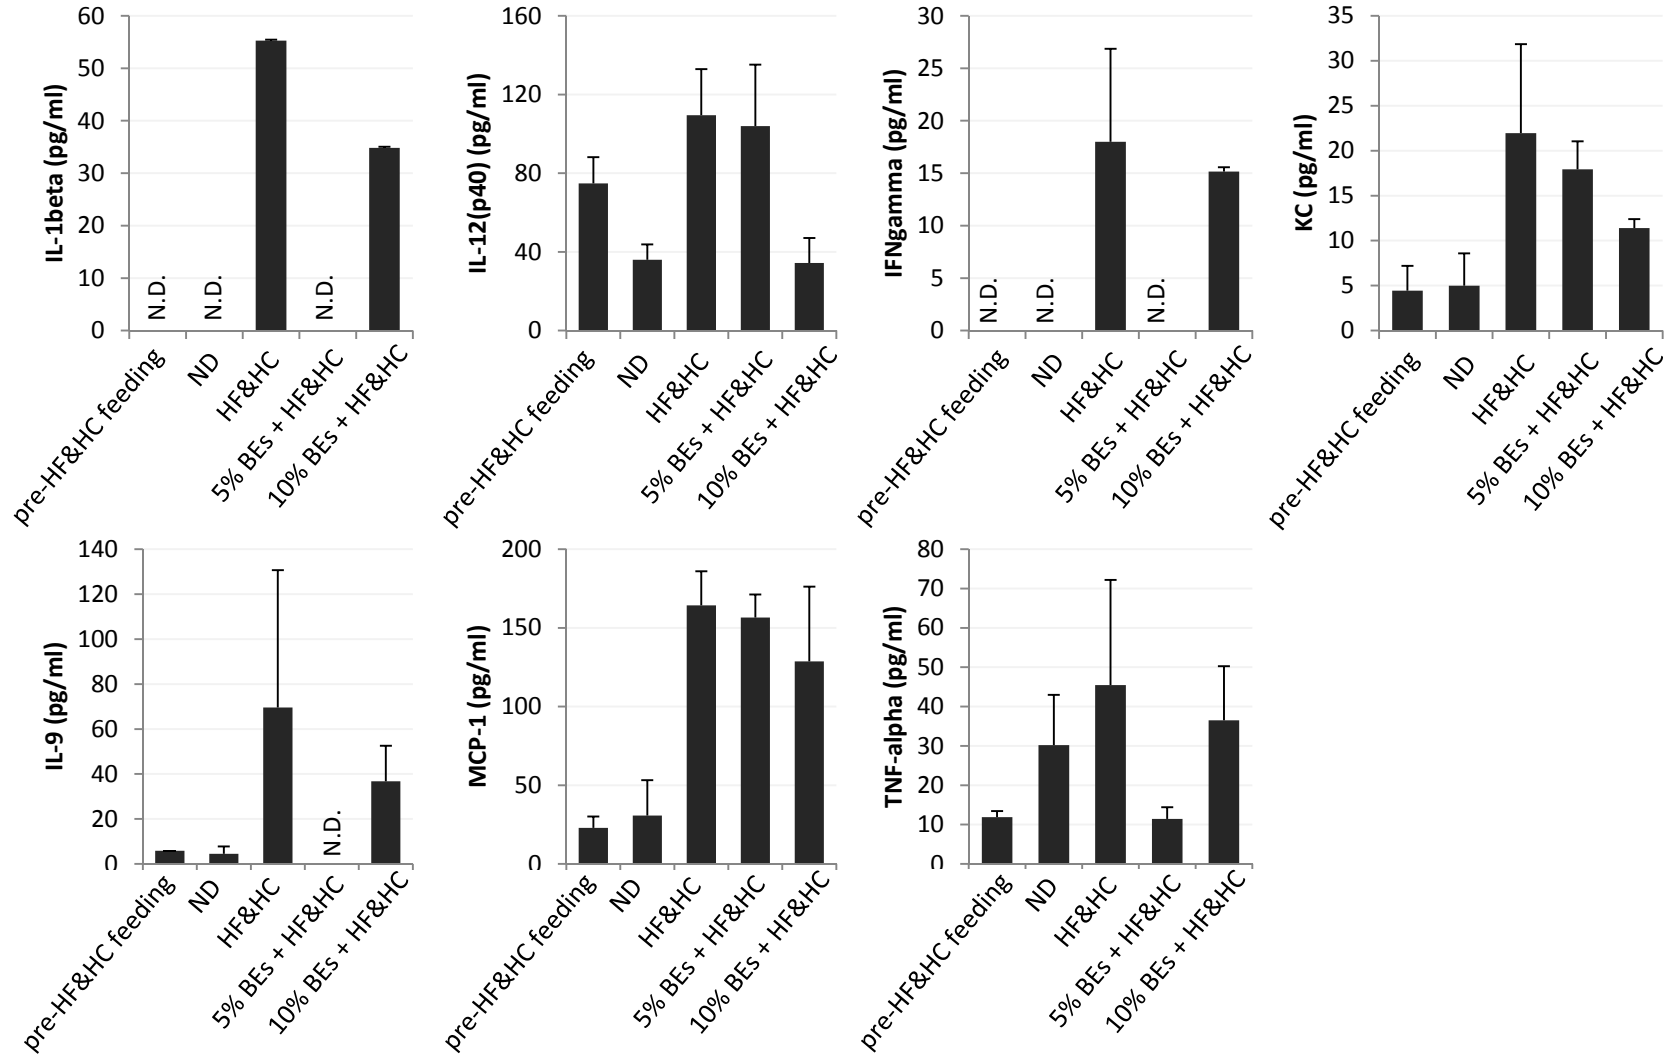 IL-1beta (pg/ml)
60
50
40
30
20
10
0
N.D.
N.D.
N.D.
pre-HF&HC feeding
ND
HF&HC
5% BEs + HF&HC
10% BEs + HF&HC
IL-12(p40) (pg/ml)
160
120
80
40
0
pre-HF&HC feeding
ND
HF&HC
5% BEs + HF&HC
10% BEs + HF&HC
IFNgamma (pg/ml)
30
25
20
15
10
5
0
N.D.
N.D.
N.D.
pre-HF&HC feeding
ND
HF&HC
5% BEs + HF&HC
10% BEs + HF&HC
KC (pg/ml)
35
30
25
20
15
10
5
0
pre-HF&HC feeding
ND
HF&HC
5% BEs + HF&HC
10% BEs + HF&HC
IL-9 (pg/ml)
140
120
100
80
60
40
20
0
N.D.
pre-HF&HC feeding
ND
HF&HC
5% BEs + HF&HC
10% BEs + HF&HC
MCP-1 (pg/ml)
200
150
100
50
0
pre-HF&HC feeding
ND
HF&HC
5% BEs + HF&HC
10% BEs + HF&HC
TNF-alpha (pg/ml)
80
70
60
50
40
30
20
10
0
pre-HF&HC feeding
ND
HF&HC
5% BEs + HF&HC
10% BEs + HF&HC